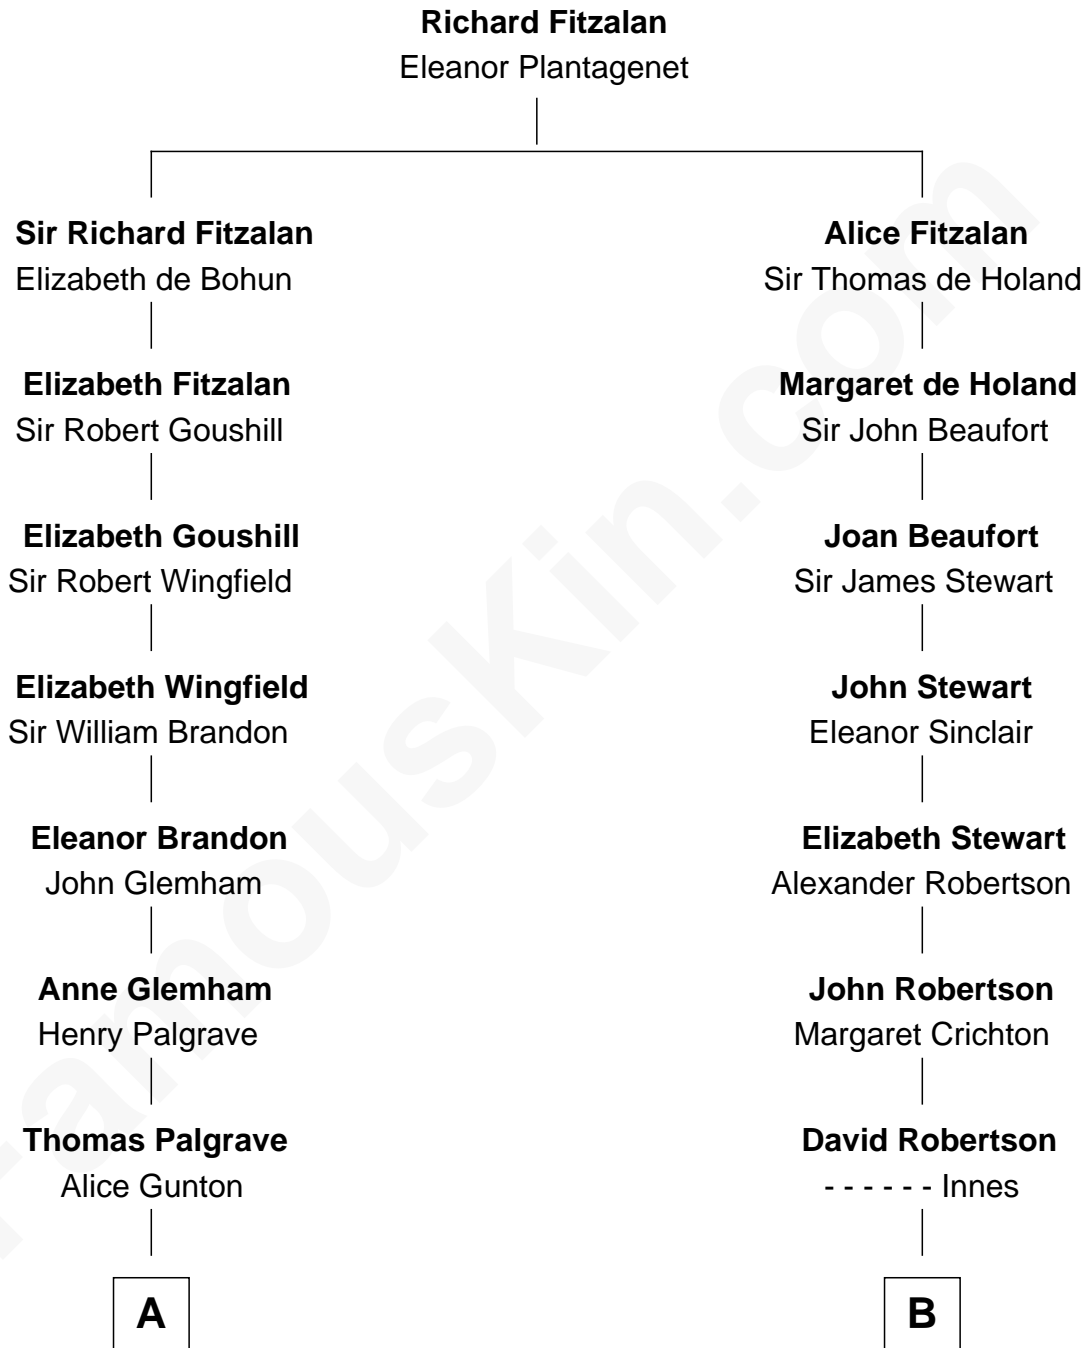 Richard Fitzalan
Eleanor Plantagenet
Sir Richard Fitzalan
Elizabeth de Bohun
Alice Fitzalan
Sir Thomas de Holand
Elizabeth Fitzalan
Sir Robert Goushill
Margaret de Holand
Sir John Beaufort
Elizabeth Goushill
Sir Robert Wingfield
Joan Beaufort
Sir James Stewart
Elizabeth Wingfield
Sir William Brandon
John Stewart
Eleanor Sinclair
Eleanor Brandon
John Glemham
Elizabeth Stewart
Alexander Robertson
Anne Glemham
Henry Palgrave
John Robertson
Margaret Crichton
Thomas Palgrave
Alice Gunton
David Robertson
- - - - - - Innes
A
B
FamousKin.com